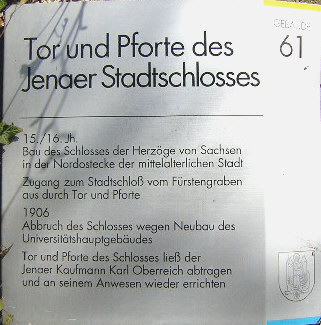 Tor und Pforte des
Jenaer Stadtschlosses
GEBÄUDE
61
15./16. Jh.
Bau des Schlosses der Herzöge von Sachsen
in der Nordostecke der mittelalterlichen Stadt
Zugang zum Stadtschloß vom Fürstengraben
aus durch Tor und Pforte
1906
Abbruch des Schlosses wegen Neubau des
Universitätshauptgebäudes
Tor und Pforte des Schlosses ließ der
Jenaer Kaufmann Karl Oberreich abtragen
und an seinem Anwesen wieder errichten